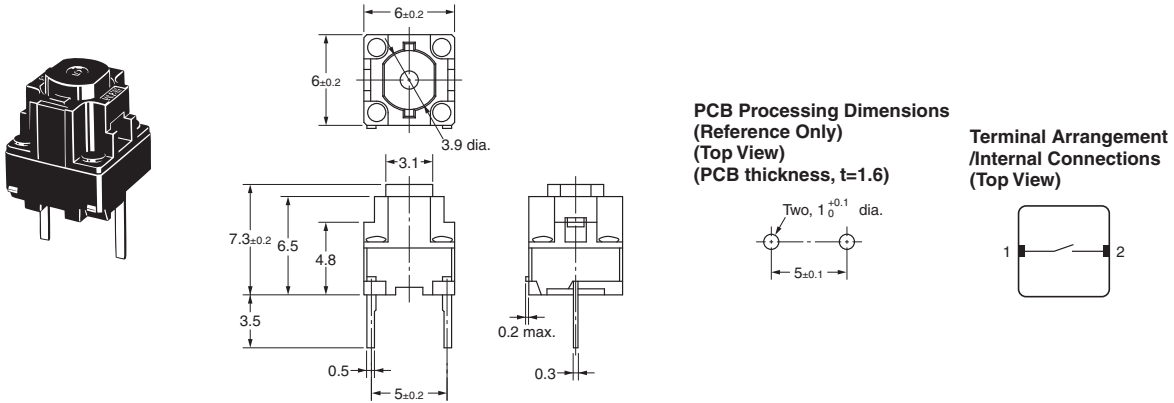 6±0.2
6±0.2
3.9 dia.
3.1
7.3±0.2
6.5
4.8
3.5
0.5
5±0.2
0.2 max.
0.3
PCB Processing Dimensions
(Reference Only)
(Top View)
(PCB thickness, t=1.6)
Two, 1 +0.1 0 dia.
5±0.1
Terminal Arrangement
/Internal Connections
(Top View)
1
2